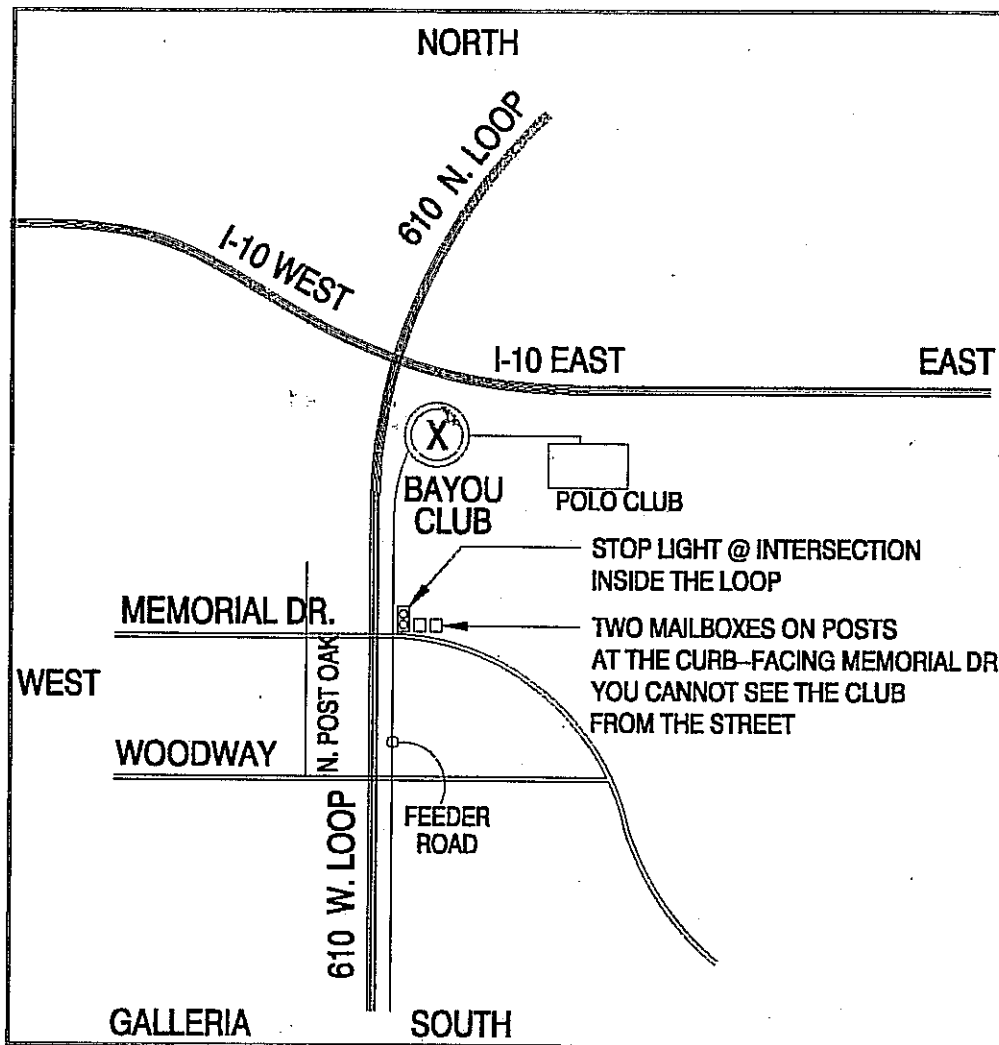 NORTH
610 N. LOOP
I-10 WEST
I-10 EAST
EAST
X
BAYOU
CLUB
POLO CLUB
STOP LIGHT @ INTERSECTION
INSIDE THE LOOP
MEMORIAL DR.
TWO MAILBOXES ON POSTS
AT THE CURB-FACING MEMORIAL DR
YOU CANNOT SEE THE CLUB
FROM THE STREET
WEST
N. POST OAK
WOODWAY
FEEDER
ROAD
610 W. LOOP
GALLERIA
SOUTH